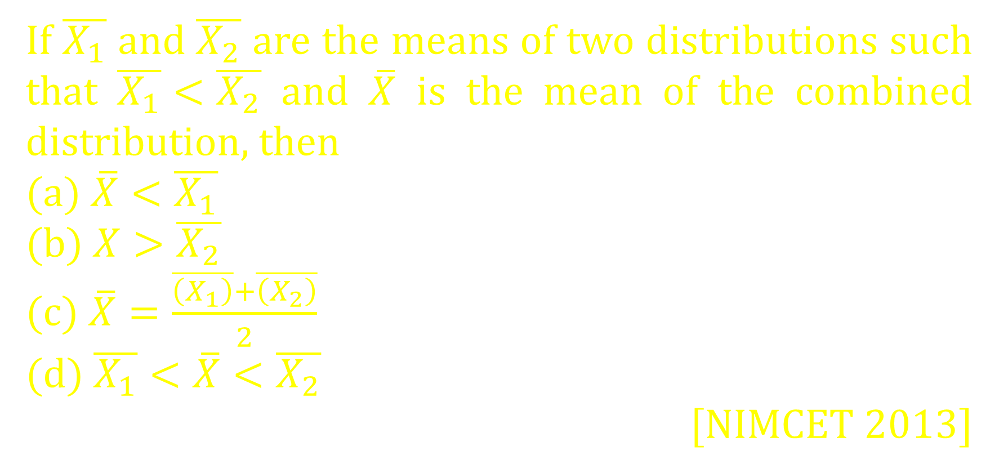 If $\overline{X_1}$ and $\overline{X_2}$ are the means of two distributions such
that $\overline{X_1} < \overline{X_2}$ and $\bar{X}$ is the mean of the combined
distribution, then
(a) $\bar{X} < \overline{X_1}$
(b) $X > \overline{X_2}$
(c) $\bar{X} = \frac{\overline{(X_1)}+\overline{(X_2)}}{2}$
(d) $\overline{X_1} < \bar{X} < \overline{X_2}$
[NIMCET 2013]